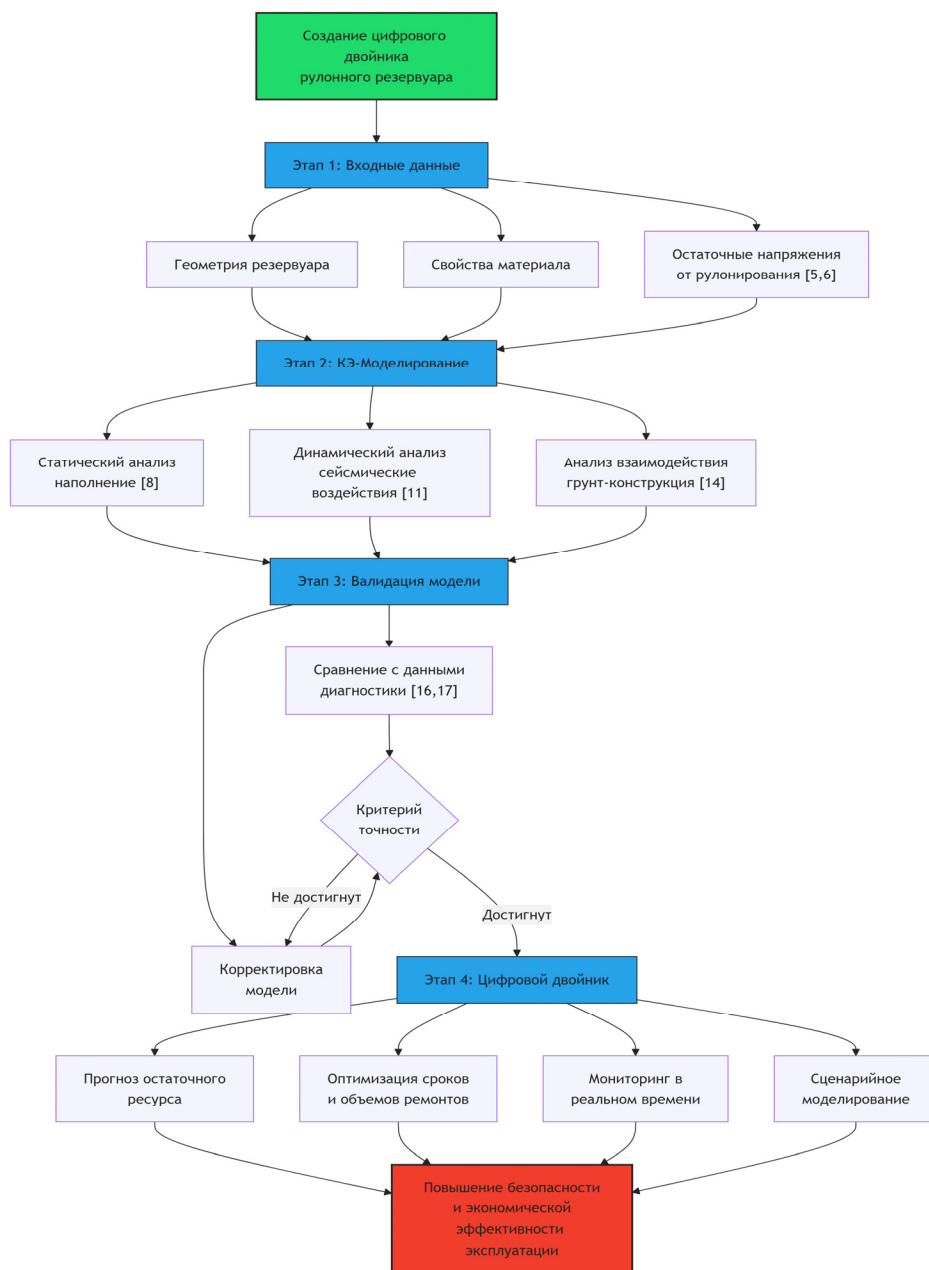 Создание цифрового
двойника
рулонного резервуара
Этап 1: Входные данные
Геометрия резервуара
Свойства материала
Остаточные напряжения
от рулонирования [5,6]
Этап 2: КЭ-Моделирование
Статический анализ
наполнение [8]
Динамический анализ
сейсмические
воздействия [11]
Анализ взаимодействия
грунт-конструкция [14]
Этап 3: Валидация модели
Сравнение с данными
диагностики [16,17]
Критерий
точности
Не достигнут
Достигнут
Корректировка
модели
Этап 4: Цифровой двойник
Прогноз остаточного
ресурса
Оптимизация сроков
и объемов ремонтов
Мониторинг в
реальном времени
Сценарийное
моделирование
Повышение безопасности
и экономической
эффективности
эксплуатации